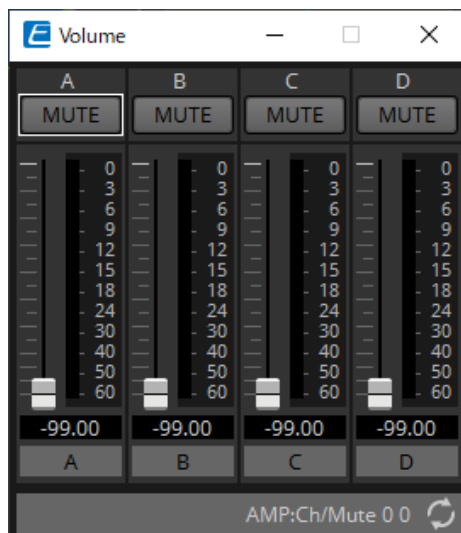 E Volume
A B C D
MUTE MUTE MUTE MUTE
0 0 0 0
3 3 3 3
6 6 6 6
9 9 9 9
12 12 12 12
15 15 15 15
18 18 18 18
24 24 24 24
30 30 30 30
40 40 40 40
50 50 50 50
60 60 60 60
-99.00 -99.00 -99.00 -99.00
A B C D
AMP:Ch/Mute 0 0